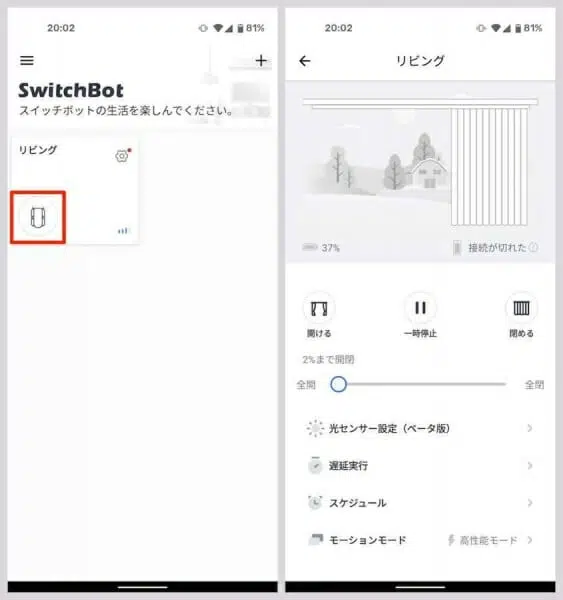 20:02
81%
SwitchBot
スイッチボットの生活を楽しんでください。
リビング
20:02
81%
リビング
37%
接続が切れた
開ける
一時停止
閉める
2%まで開閉
全開
全閉
光センサー設定（ベータ版）
遅延実行
スケジュール
モーションモード
高性能モード